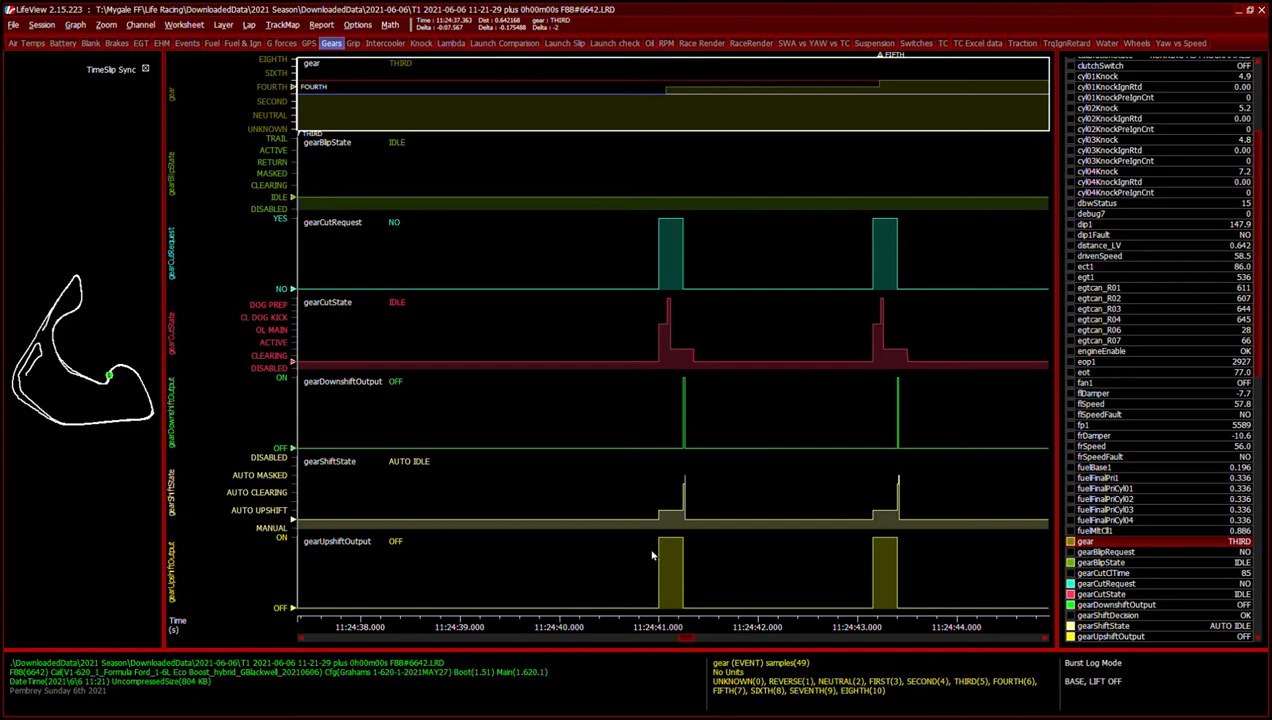 LifeView 2.15.223 : T:\Mygale FF\Life Racing\DownloadedData\2021 Season\DownloadedData\2021-06-06\T1 2021-06-06 11-21-29 plus 0h00m00s FBB#6642.LRD
Time : 11:24:37.363 Dist : 0.642168 gear : THIRD
Delta : -0:07.567 Delta : -0.175488 Delta : -2
File Session Graph Zoom Channel Worksheet Layer Lap TrackMap Report Options Math
Air Temps Battery Blank Brakes EGT EHM Events Fuel Fuel & Ign G forces GPS Gears Grip Intercooler Knock Lambda Launch Comparison Launch Slip Launch check Oil RPM Race Render RaceRender SWA vs YAW vs TC Suspension Switches TC TC Excel data Traction TrqIgnRetard Water Wheels Yaw vs Speed
TimeSlip Sync
gear
EIGHTH
SIXTH
FOURTH
SECOND
NEUTRAL
UNKNOWN
gear THIRD
FOURTH
FIFTH
THIRD
gearBlipState
TRAIL
ACTIVE
RETURN
MASKED
CLEARING
IDLE
DISABLED
gearBlipState IDLE
gearCutRequest
YES
NO
gearCutRequest NO
gearCutState
DOG PREP
CL DOG KICK
OL MAIN
ACTIVE
CLEARING
DISABLED
gearCutState IDLE
gearDownshiftOutput
ON
OFF
gearDownshiftOutput OFF
gearShiftState
DISABLED
AUTO MASKED
AUTO CLEARING
AUTO UPSHIFT
MANUAL
gearShiftState AUTO IDLE
gearUpshiftOutput
ON
OFF
gearUpshiftOutput OFF
Time
(s)
11:24:38.000 11:24:39.000 11:24:40.000 11:24:41.000 11:24:42.000 11:24:43.000 11:24:44.000
clutchSwitch OFF
cyl01Knock 4.9
cyl01KnockIgnRtd 0.00
cyl01KnockPreIgnCnt 0
cyl02Knock 5.2
cyl02KnockIgnRtd 0.00
cyl02KnockPreIgnCnt 0
cyl03Knock 4.8
cyl03KnockIgnRtd 0.00
cyl03KnockPreIgnCnt 0
cyl04Knock 7.2
cyl04KnockIgnRtd 0.00
cyl04KnockPreIgnCnt 0
dbwStatus 15
debug7 0
dip1 147.9
dip1Fault NO
distance_LV 0.642
drivenSpeed 58.5
ect1 86.0
egt1 536
egtcan_R01 611
egtcan_R02 607
egtcan_R03 644
egtcan_R04 645
egtcan_R06 28
egtcan_R07 66
engineEnable OK
eop1 2927
eot 77.0
fan1 OFF
flDamper -7.7
flSpeed 57.8
flSpeedFault NO
fp1 5589
frDamper -10.6
frSpeed 56.0
frSpeedFault NO
fuelBase1 0.196
fuelFinalPri1 0.336
fuelFinalPriCyl01 0.336
fuelFinalPriCyl02 0.336
fuelFinalPriCyl03 0.336
fuelFinalPriCyl04 0.336
fuelMltCll1 0.886
gear THIRD
gearBlipRequest NO
gearBlipState IDLE
gearCutClTime 85
gearCutRequest NO
gearCutState IDLE
gearDownshiftOutput OFF
gearShiftDecision OK
gearShiftState AUTO IDLE
gearUpshiftOutput OFF
.\DownloadedData\2021 Season\DownloadedData\2021-06-06\T1 2021-06-06 11-21-29 plus 0h00m00s FBB#6642.LRD
F88(6642) Cal(V1-620_1_Formula Ford_1-6L Eco Boost_hybrid_GBlackwell_20210606) Cfg(Grahams 1-620-1-2021MAY27) Boot(1.51) Main(1.620.1)
DateTime(2021\6\6 11:21) UncompressedSize(804 KB)
Pembrey Sunday 6th 2021
gear (EVENT) samples(49)
No Units
UNKNOWN(0), REVERSE(1), NEUTRAL(2), FIRST(3), SECOND(4), THIRD(5), FOURTH(6),
FIFTH(7), SIXTH(8), SEVENTH(9), EIGHTH(10)
Burst Log Mode
BASE, LIFT OFF